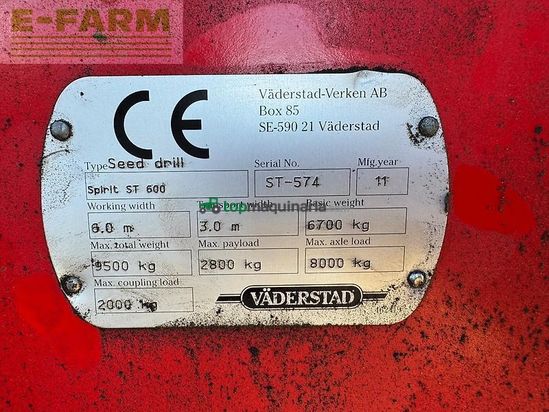 E-FARM
CE
Väderstad-Verken AB
Box 85
SE-590 21 Väderstad
Type Seed drill
Serial No.
Mfg.year
Spirit ST 600
ST-574
11
Working width
width
Basic weight
topmaquinaria
6.0 m
3.0 m
6700 kg
Max. total weight
Max. payload
Max. axle load
9500 kg
2800 kg
8000 kg
Max. coupling load
2000 kg
VÄDERSTAD